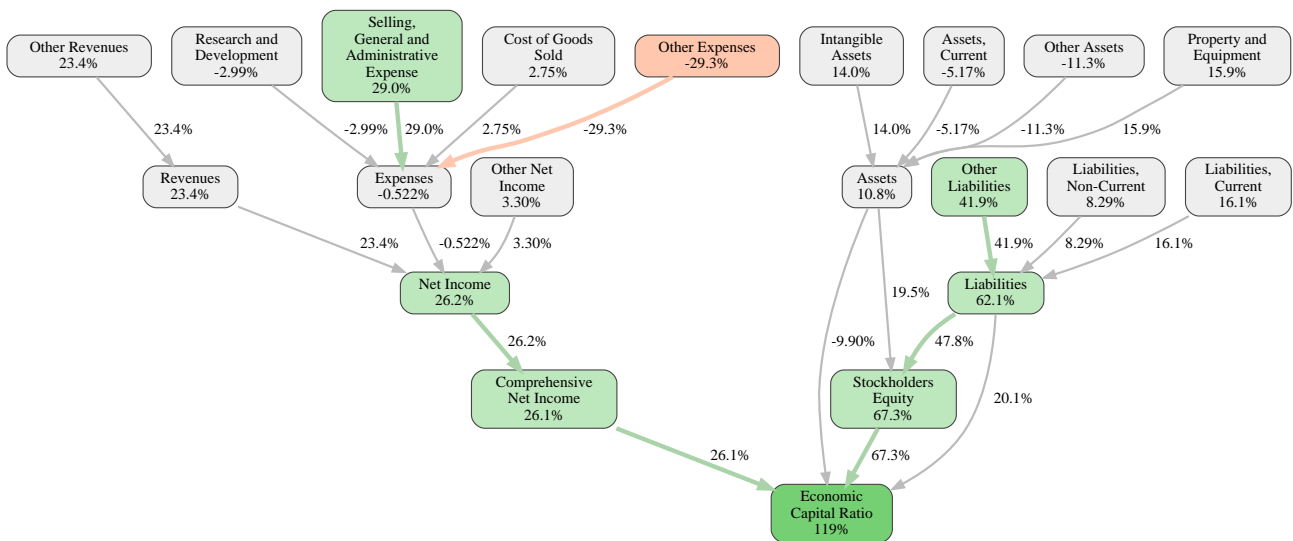 Other Revenues
23.4%
Research and
Development
-2.99%
Selling,
General and
Administrative
Expense
29.0%
Cost of Goods
Sold
2.75%
Other Expenses
-29.3%
Intangible
Assets
14.0%
Assets,
Current
-5.17%
Other Assets
-11.3%
Property and
Equipment
15.9%
23.4%
-2.99%
29.0%
2.75%
-29.3%
14.0%
-5.17%
-11.3%
15.9%
Revenues
23.4%
Expenses
-0.522%
Other Net
Income
3.30%
Assets
10.8%
Other
Liabilities
41.9%
Liabilities,
Non-Current
8.29%
Liabilities,
Current
16.1%
23.4%
-0.522%
3.30%
41.9%
8.29%
16.1%
Net Income
26.2%
19.5%
Liabilities
62.1%
26.2%
-9.90%
47.8%
Comprehensive
Net Income
26.1%
Stockholders
Equity
67.3%
20.1%
26.1%
67.3%
Economic
Capital Ratio
119%